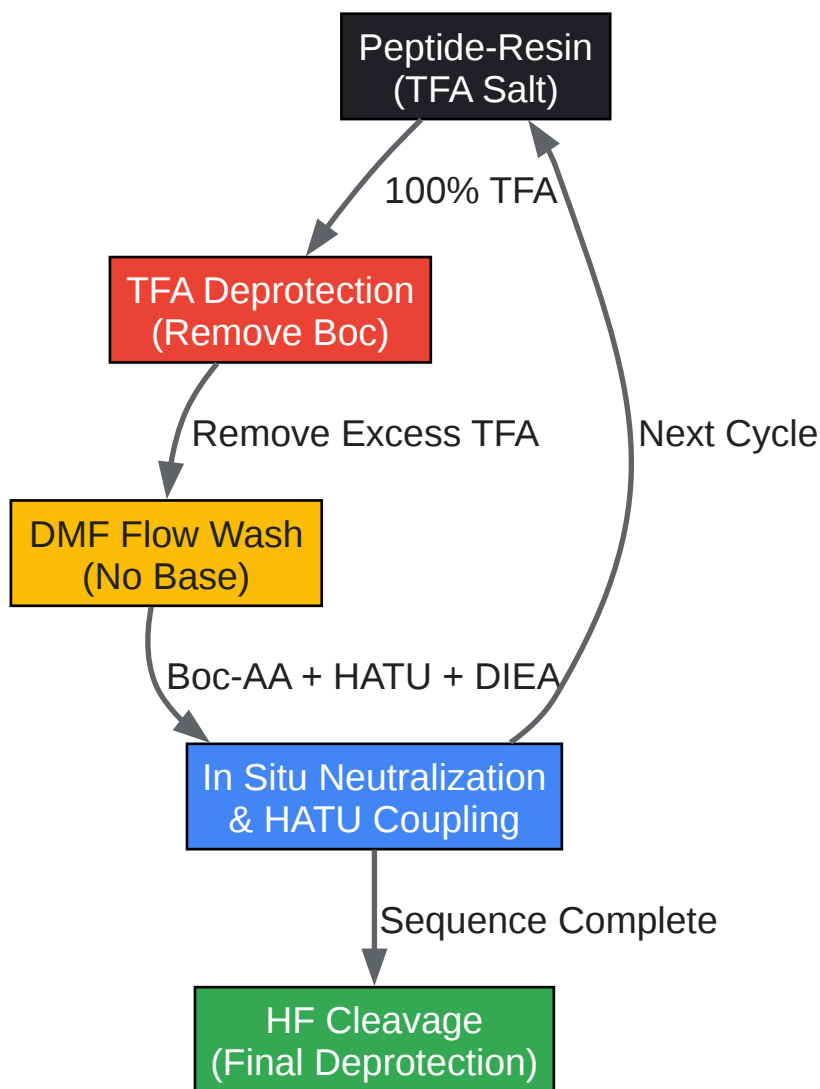 Peptide-Resin
(TFA Salt)
100% TFA
TFA Deprotection
(Remove Boc)
Remove Excess TFA
Next Cycle
DMF Flow Wash
(No Base)
Boc-AA + HATU + DIEA
In Situ Neutralization
& HATU Coupling
Sequence Complete
HF Cleavage
(Final Deprotection)